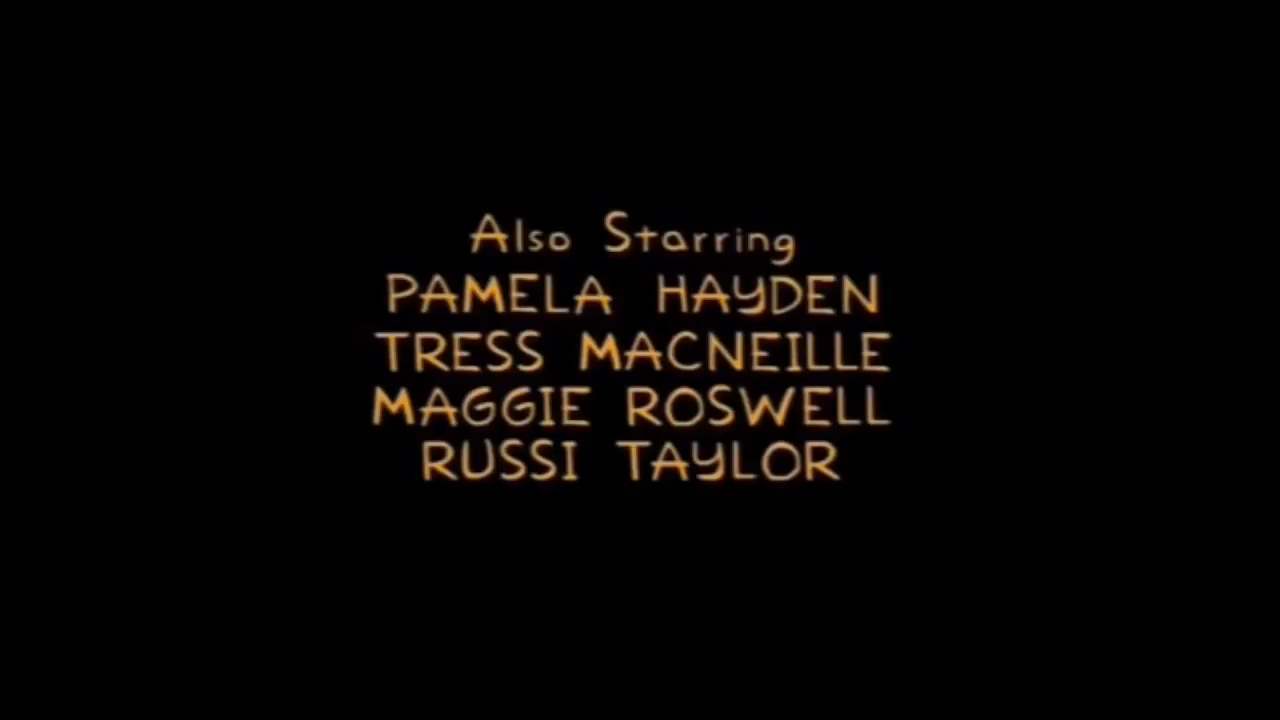 Also Starring
PAMELA HAYDEN
TRESS MACNEILLE
MAGGIE ROSWELL
RUSSI TAYLOR